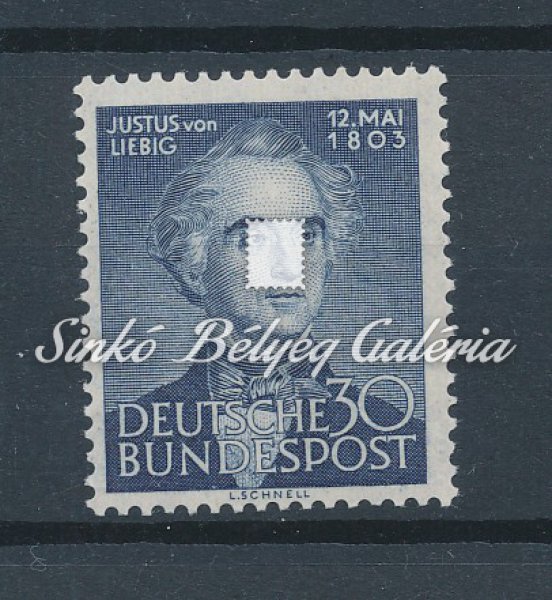 JUSTUS von
LIEBIG
12. MAI
1803
Sinkó Bélyeg Galéria
DEUTSCHE 30
BUNDESPOST
L. SCHNELL